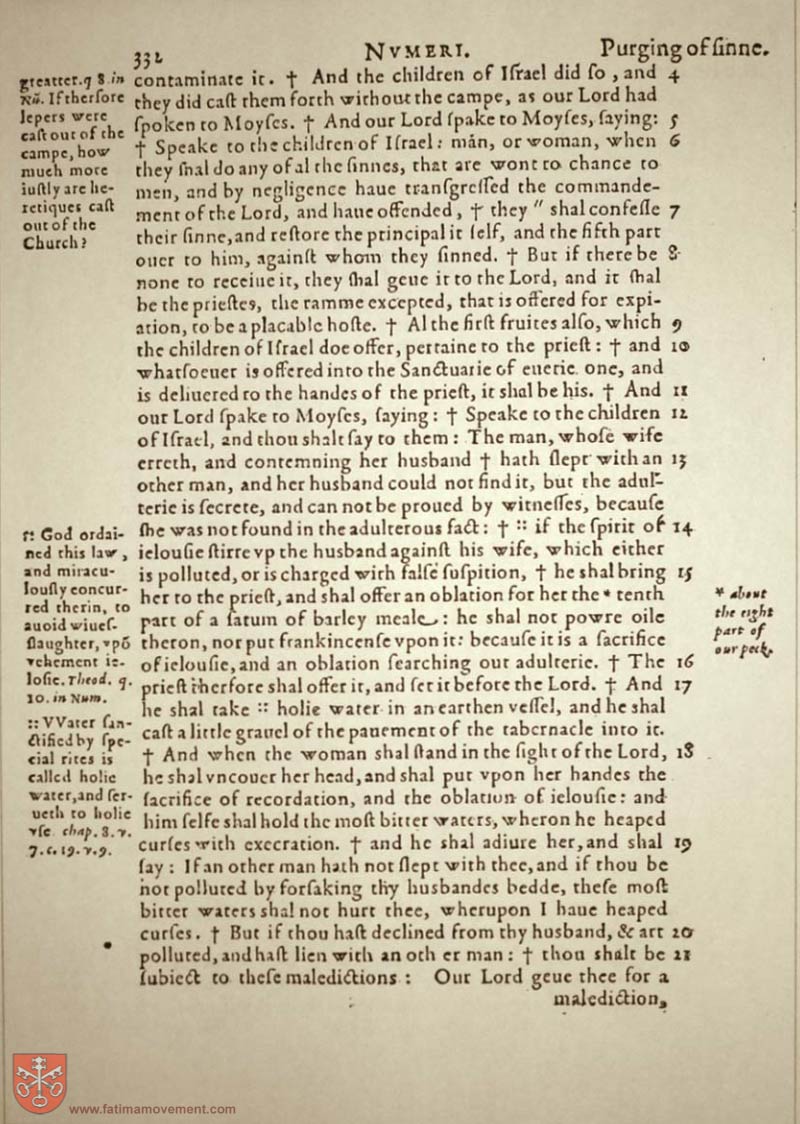 332 NVMERI. Purging of ſinne.
greatter. q 8. in
Nũ. If therfore
lepers were
caſt out of the
campe, how
much more
iuſtly are he-
retiques caſt
out of the
Church?
contaminate it. † And the children of Iſrael did ſo, and 4
they did caſt them forth without the campe, as our Lord had
ſpoken to Moyſes. † And our Lord ſpake to Moyſes, ſaying: 5
† Speake to the children of Iſrael: man, or woman, when 6
they ſhal do any of al the ſinnes, that are wont to chance to
men, and by negligence haue tranſgreſſed the commande-
ment of the Lord, and haue offended, † they " shal confeſſe 7
their ſinne, and reſtore the principal it ſelf, and the fifth part
ouer to him, againſt whom they ſinned. † But if there be 8
none to receiue it, they ſhal geue it to the Lord, and it ſhal
be the prieſtes, the ramme excepted, that is offered for expi-
ation, to be a placable hoſte. † Al the firſt fruites alſo, which 9
the children of Iſrael doe offer, pertaine to the prieſt: † and 10
whatſoeuer is offered into the Sanctuarie of euerie one, and
is deliuered to the handes of the prieſt, it shal be his. † And 11
our Lord ſpake to Moyſes, ſaying: † Speake to the children 12
of Iſrael, and thou shalt ſay to them: The man, whoſe wife
erreth, and contemning her husband † hath ſlept with an 13
other man, and her husband could not find it, but the adul-
terie is ſecrete, and can not be proued by witneſſes, becauſe
ſhe was not found in the adulterous fact: † :: if the ſpirit of 14
ielouſie ſtirre vp the husband againſt his wife, which either
is polluted, or is charged with falſe ſuſpition, † he shal bring 15
her to the prieſt, and shal offer an oblation for her the * tenth
part of a ſatum of barley meale: he shal not powre oile
theron, nor put frankincenſe vpon it: becauſe it is a ſacrifice
of ielouſie, and an oblation ſearching out adulterie. † The 16
prieſt therfore shal offer it, and ſet it before the Lord. † And 17
he shal take :: holie water in an earthen veſſel, and he shal
caſt a little grauel of the pauement of the tabernacle into it.
† And when the woman shal ſtand in the ſight of the Lord, 18
he shal vncouer her head, and shal put vpon her handes the
ſacrifice of recordation, and the oblation of ielouſie: and
him ſelfe shal hold the moſt bitter waters, wheron he heaped
curſes with execration. † and he shal adiure her, and shal 19
ſay: If an other man hath not ſlept with thee, and if thou be
not polluted by forſaking thy husbandes bedde, theſe moſt
bitter waters shal not hurt thee, wherupon I haue heaped
curſes. † But if thou haſt declined from thy husband, & art 20
polluted, and haſt lien with an oth er man: † thou shalt be 21
ſubiect to theſe maledictions: Our Lord geue thee for a
malediction,
:: God ordai-
ned this law,
and miracu-
louſly concur-
red therin, to
auoid wiues-
ſlaughter, vpõ
vehement ie-
loſie. Theod. q.
10. in Num.
:: VVater ſan-
ctified by ſpe-
cial rites is
called holie
water, and ſer-
ueth to holie
vſe chap. 8. v.
7. c. 19. v. 9.
* about
the eight
part of
our peck.
www.fatimamovement.com